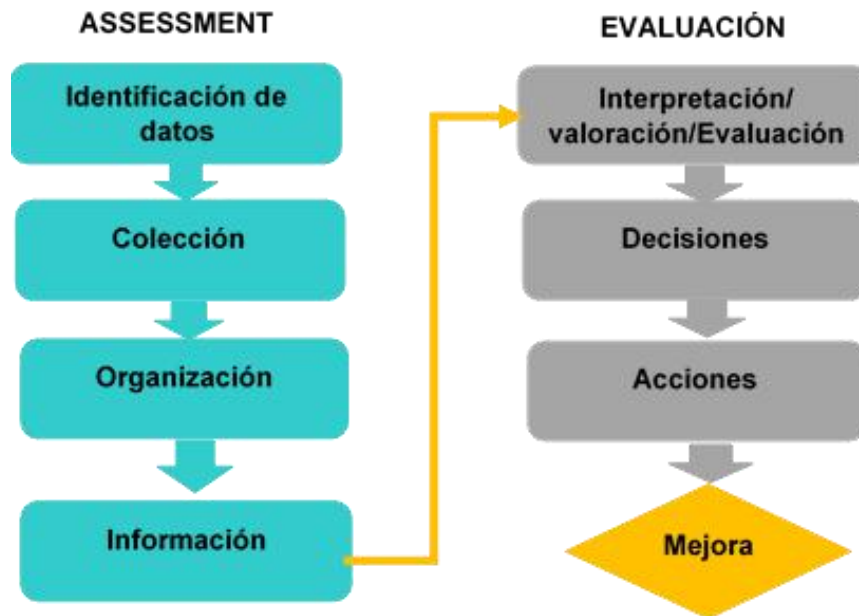 ASSESSMENT
Identificación de
datos
Colección
Organización
Información
EVALUACIÓN
Interpretación/
valoración/Evaluación
Decisiones
Acciones
Mejora